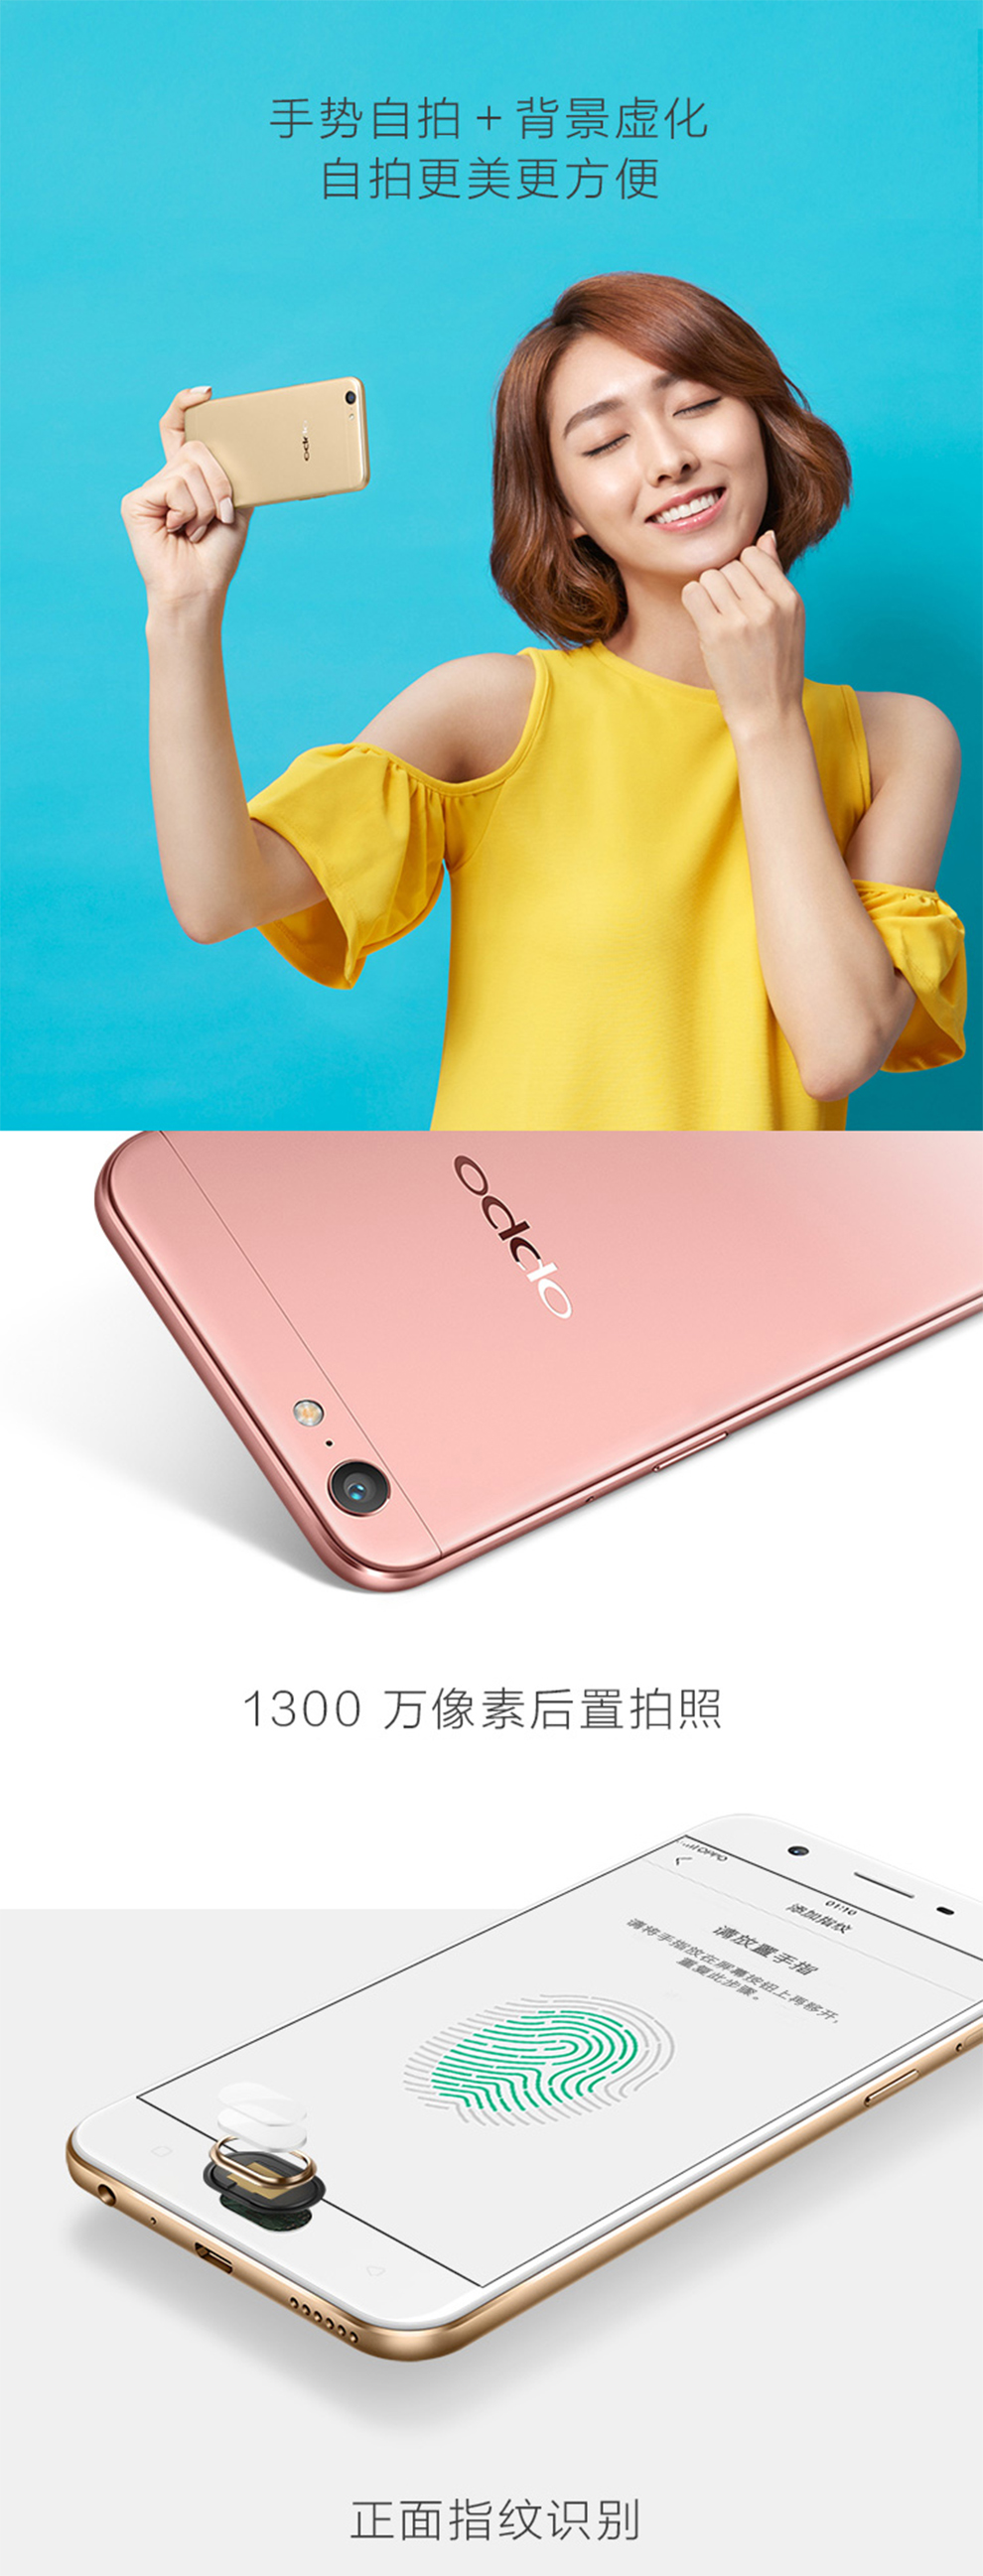 手势自拍+背景虚化
自拍更美更方便
oppo
oppo
1300 万像素后置拍照
OPPO
01:10
添加指纹
请放置手指
请将手指放在屏幕按钮上再移开，
重复此步骤。
正面指纹识别